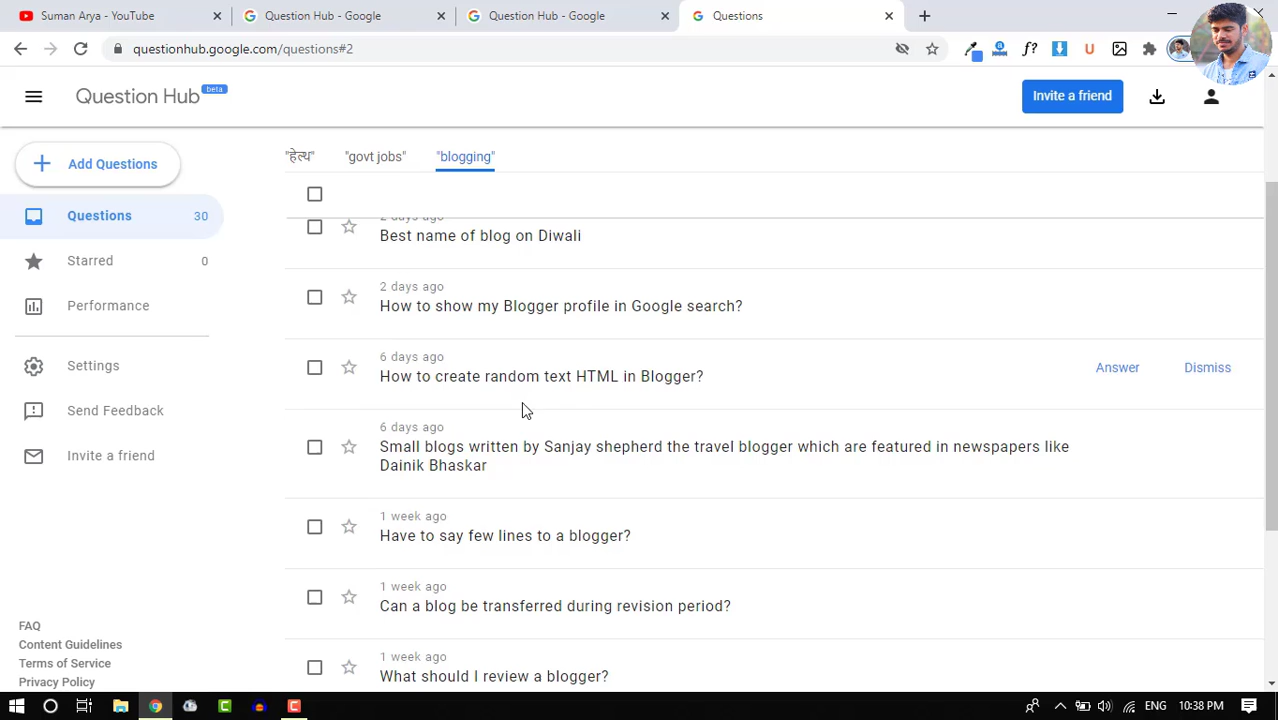 Suman Arya - YouTube
Question Hub - Google
Question Hub - Google
Questions
questionhub.google.com/questions#2
Question Hub beta
Invite a friend
Add Questions
Questions 30
Starred 0
Performance
Settings
Send Feedback
Invite a friend
FAQ
Content Guidelines
Terms of Service
Privacy Policy
"हेल्थ" "govt jobs" "blogging"
2 days ago
Best name of blog on Diwali
2 days ago
How to show my Blogger profile in Google search?
6 days ago
How to create random text HTML in Blogger?
Answer Dismiss
6 days ago
Small blogs written by Sanjay shepherd the travel blogger which are featured in newspapers like
Dainik Bhaskar
1 week ago
Have to say few lines to a blogger?
1 week ago
Can a blog be transferred during revision period?
1 week ago
What should I review a blogger?
ENG 10:38 PM